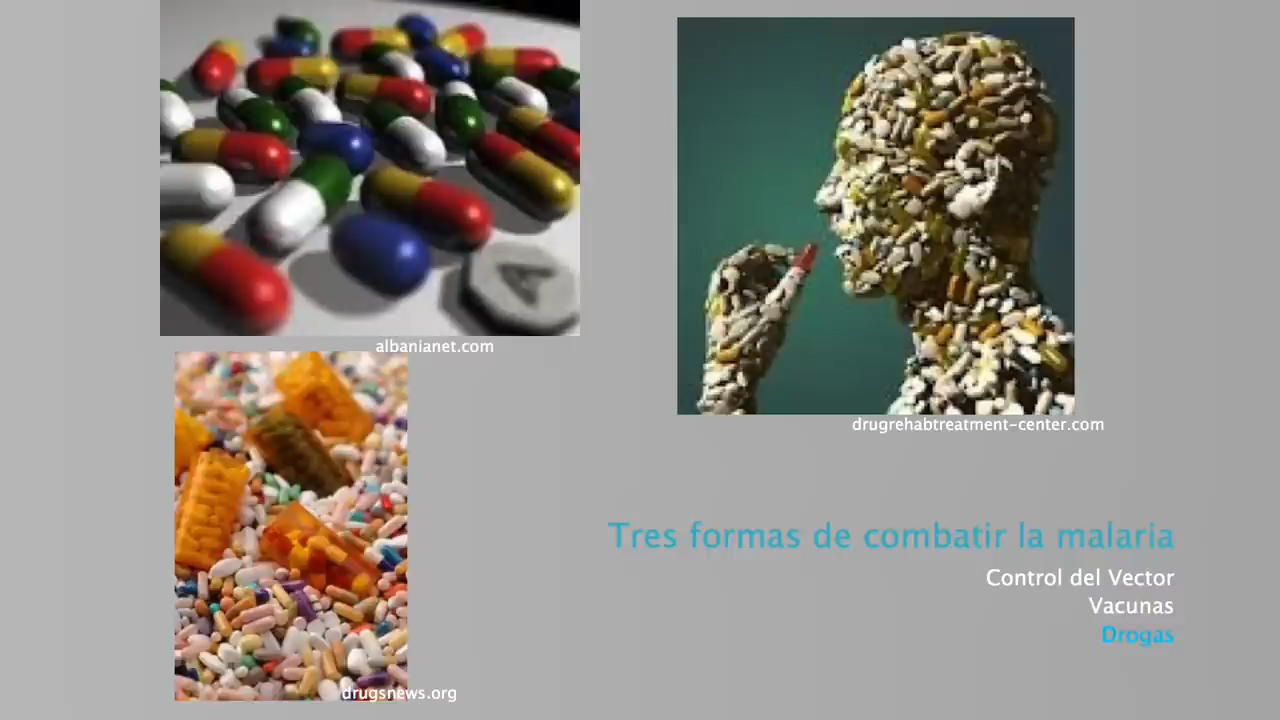 A
albanianet.com
drugrehabtreatment-center.com
drugsnews.org
Tres formas de combatir la malaria
Control del Vector
Vacunas
Drogas